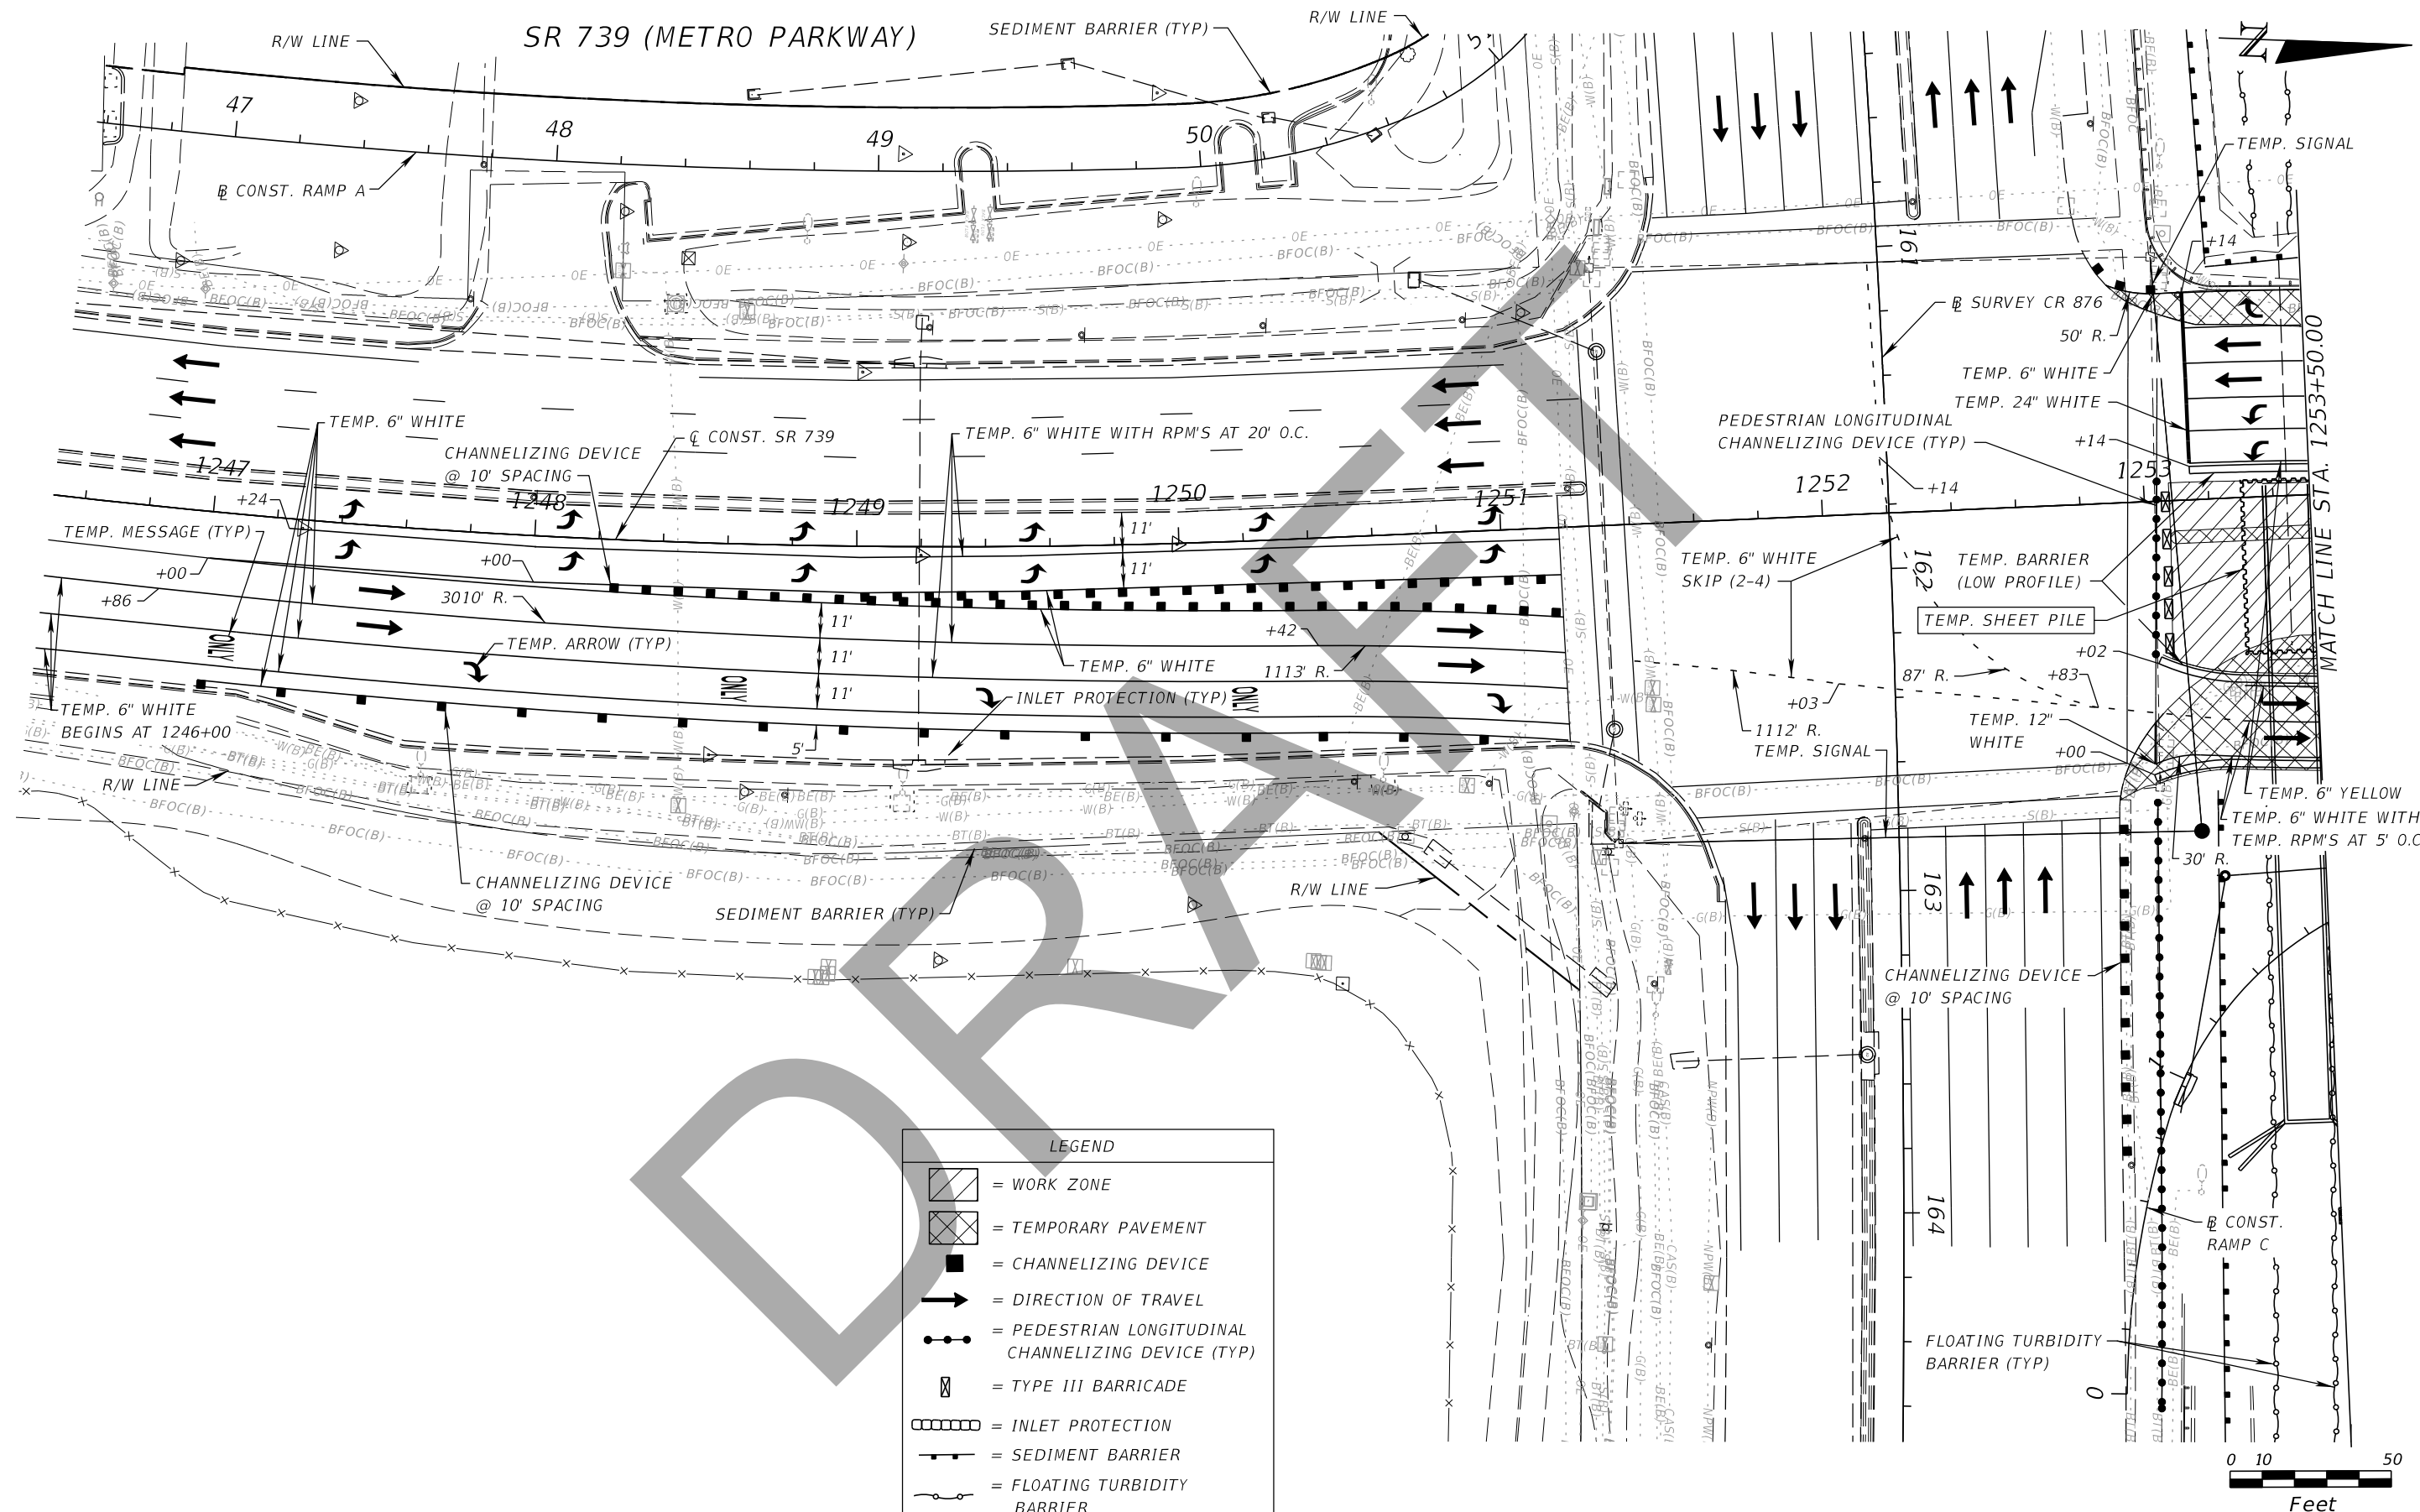 SR 739 (METRO PARKWAY)
R/W LINE
SEDIMENT BARRIER (TYP)
R/W LINE
N
47
48
49
50
℄ CONST. RAMP A
TEMP. SIGNAL
161
+14
℄ SURVEY CR 876
50' R.
TEMP. 6" WHITE
TEMP. 24" WHITE
PEDESTRIAN LONGITUDINAL
CHANNELIZING DEVICE (TYP)
+14
+14
MATCH LINE STA. 1253+50.00
TEMP. 6" WHITE
CHANNELIZING DEVICE
@ 10' SPACING
℄ CONST. SR 739
TEMP. 6" WHITE WITH RPM'S AT 20' O.C.
1247
1248
1249
1250
1251
1252
1253
+24
TEMP. MESSAGE (TYP)
+00
+00
+86
3010' R.
11'
11'
11'
11'
11'
5'
ONLY
ONLY
ONLY
TEMP. ARROW (TYP)
TEMP. 6" WHITE
+42
1113' R.
INLET PROTECTION (TYP)
TEMP. 6" WHITE
SKIP (2-4)
162
TEMP. BARRIER
(LOW PROFILE)
TEMP. SHEET PILE
+02
87' R.
+83
+03
1112' R.
TEMP. SIGNAL
TEMP. 12"
WHITE
+00
TEMP. 6" YELLOW
TEMP. 6" WHITE WITH
TEMP. RPM'S AT 5' O.C
30' R.
TEMP. 6" WHITE
BEGINS AT 1246+00
R/W LINE
CHANNELIZING DEVICE
@ 10' SPACING
SEDIMENT BARRIER (TYP)
R/W LINE
163
CHANNELIZING DEVICE
@ 10' SPACING
1
164
℄ CONST.
RAMP C
FLOATING TURBIDITY
BARRIER (TYP)
0
DRAFT
OE
BFOC(B)
S(B)
W(B)
BE(B)
G(B)
BT(B)
CAS(B)
NPW(B)
LEGEND
= WORK ZONE
= TEMPORARY PAVEMENT
= CHANNELIZING DEVICE
= DIRECTION OF TRAVEL
= PEDESTRIAN LONGITUDINAL
CHANNELIZING DEVICE (TYP)
= TYPE III BARRICADE
= INLET PROTECTION
= SEDIMENT BARRIER
= FLOATING TURBIDITY
BARRIER
0 10 50
Feet